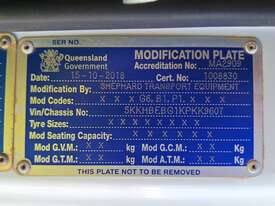 SER NO.
Queensland Government
MODIFICATION PLATE
Accreditation No.: MA2909
Date: 15-10-2018 Cert. No.: 1008830
Modification By: SHEPHARD TRANSPORT EQUIPMENT
Mod Codes: X X X G6, B1, P1, X X X
Vin/Chassis No: 5KKHBEBG1KPKK9607
Tyre Sizes: X X X X X X X X
Mod Seating Capacity: X X X X
Mod G.V.M.: X X kg Mod G.C.M.: X X kg
Mod G.T.M.: X X kg Mod A.T.M.: X X kg
THIS PLATE NOT TO BE REMOVED